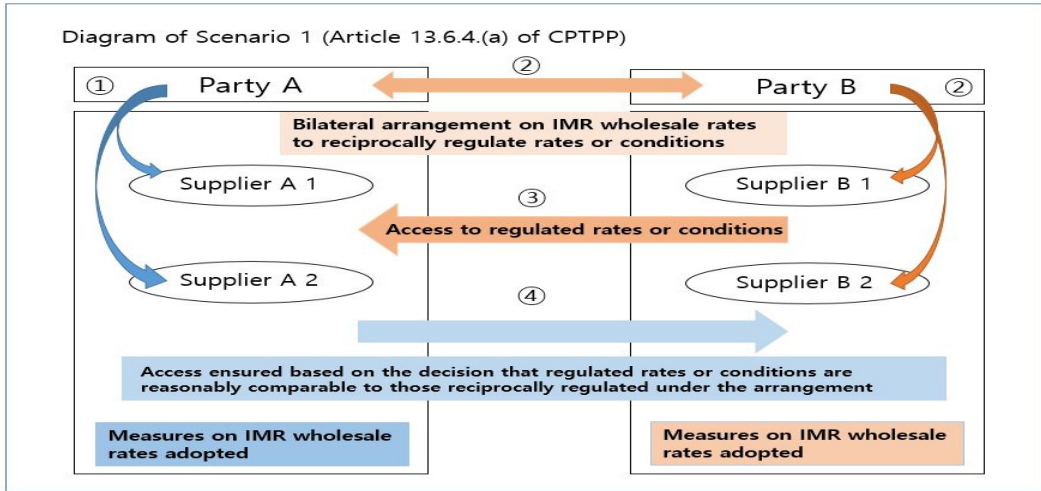 Diagram of Scenario 1 (Article 13.6.4.(a) of CPTPP)
①
Party A
②
Party B
②
Bilateral arrangement on IMR wholesale rates
to reciprocally regulate rates or conditions
Supplier A 1
Supplier B 1
③
Access to regulated rates or conditions
Supplier A 2
Supplier B 2
④
Access ensured based on the decision that regulated rates or conditions are
reasonably comparable to those reciprocally regulated under the arrangement
Measures on IMR wholesale
rates adopted
Measures on IMR wholesale
rates adopted